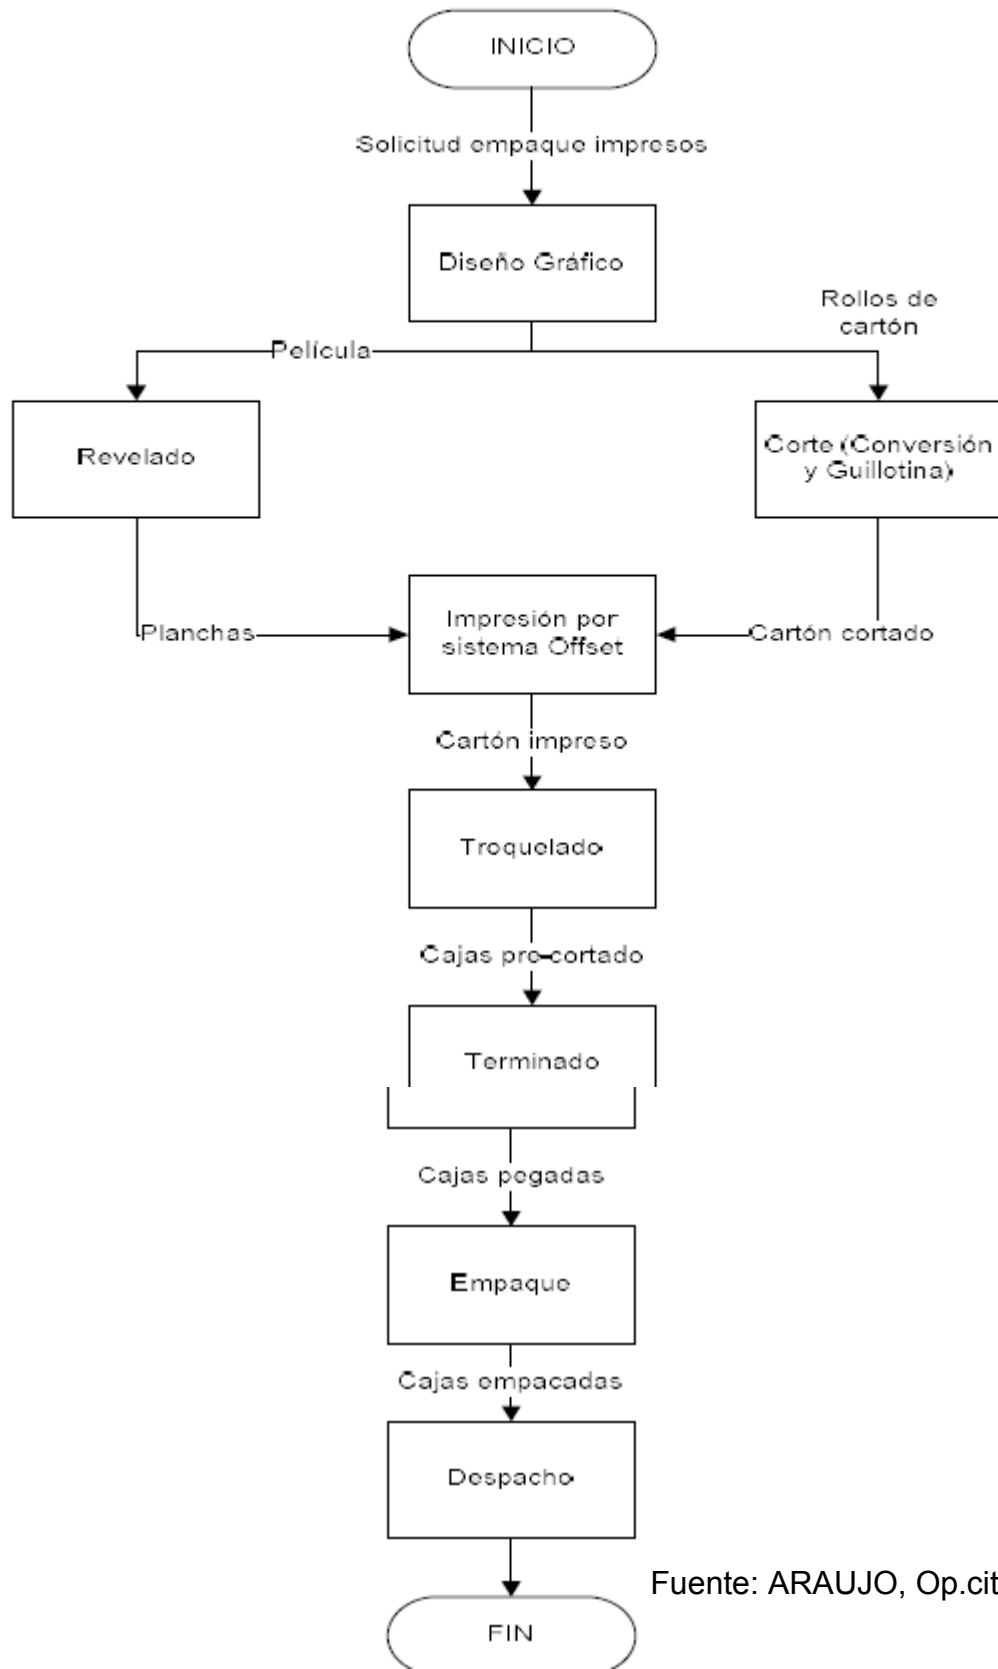 INICIO
Solicitud empaque impresos
Diseño Gráfico
Rollos de
cartón
Película
Revelado
Corte (Conversión
y Guillotina)
Planchas
Impresión por
sistema Offset
Cartón cortado
Cartón impreso
Troquelado
Cajas pre-cortado
Terminado
Cajas pegadas
Empaque
Cajas empacadas
Despacho
Fuente: ARAUJO, Op.cit
FIN